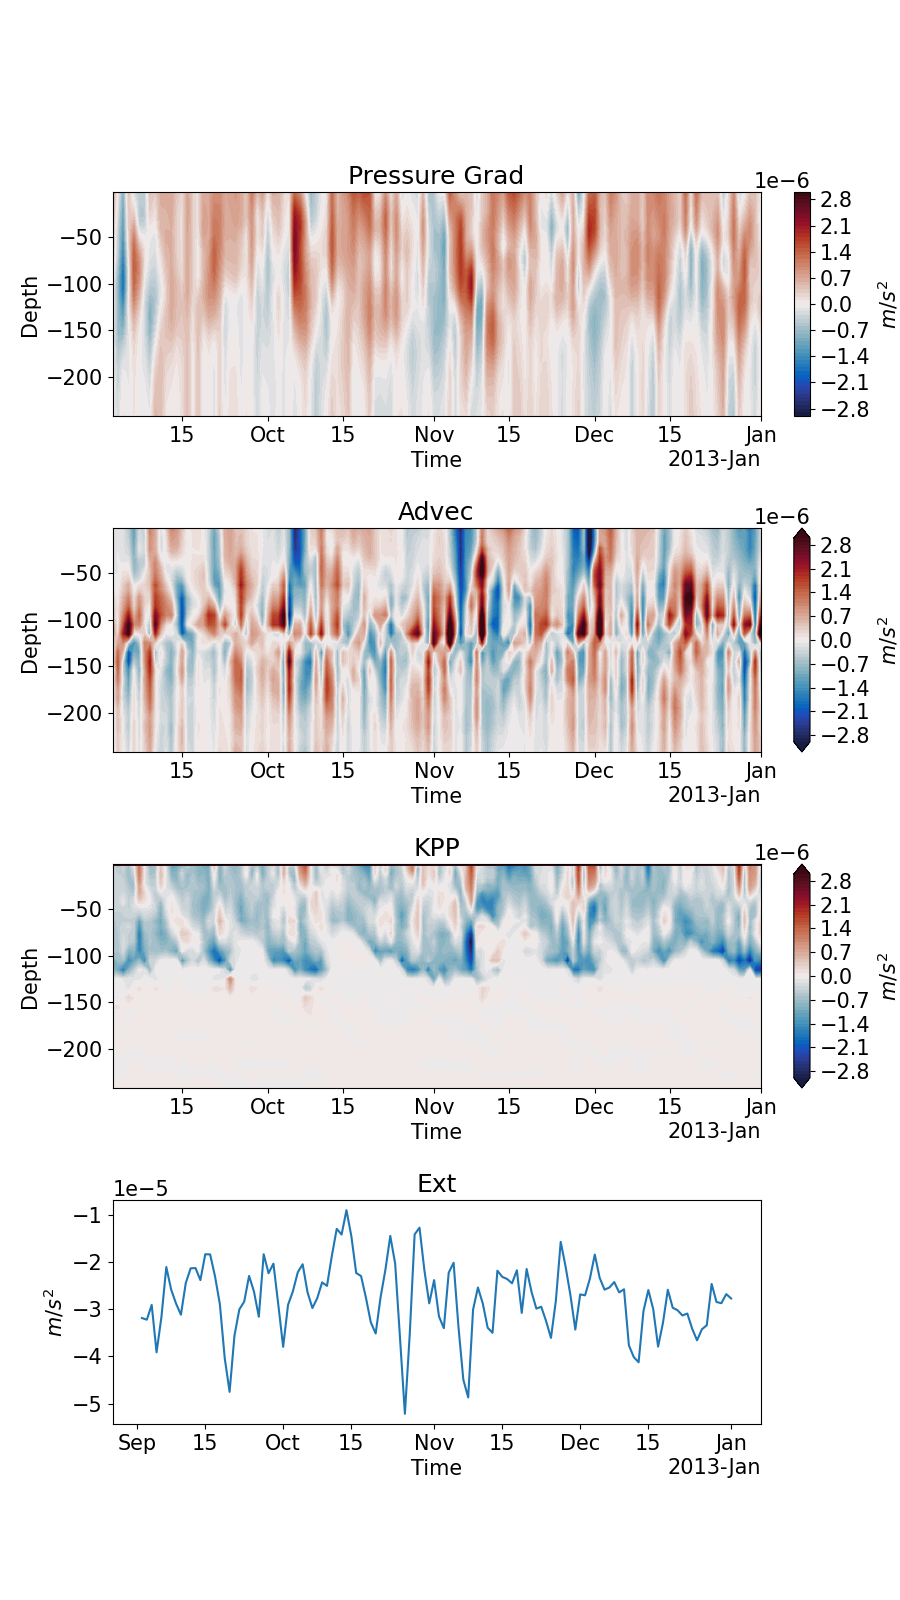 Pressure Grad
1e−6
−50
−100
−150
−200
Depth
15 Oct 15 Nov 15 Dec 15 Jan
Time
2013-Jan
2.8
2.1
1.4
0.7
0.0
−0.7
−1.4
−2.1
−2.8
m/s²
Advec
1e−6
−50
−100
−150
−200
Depth
15 Oct 15 Nov 15 Dec 15 Jan
Time
2013-Jan
2.8
2.1
1.4
0.7
0.0
−0.7
−1.4
−2.1
−2.8
m/s²
KPP
1e−6
−50
−100
−150
−200
Depth
15 Oct 15 Nov 15 Dec 15 Jan
Time
2013-Jan
2.8
2.1
1.4
0.7
0.0
−0.7
−1.4
−2.1
−2.8
m/s²
Ext
1e−5
−1
−2
−3
−4
−5
m/s²
Sep 15 Oct 15 Nov 15 Dec 15 Jan
Time
2013-Jan